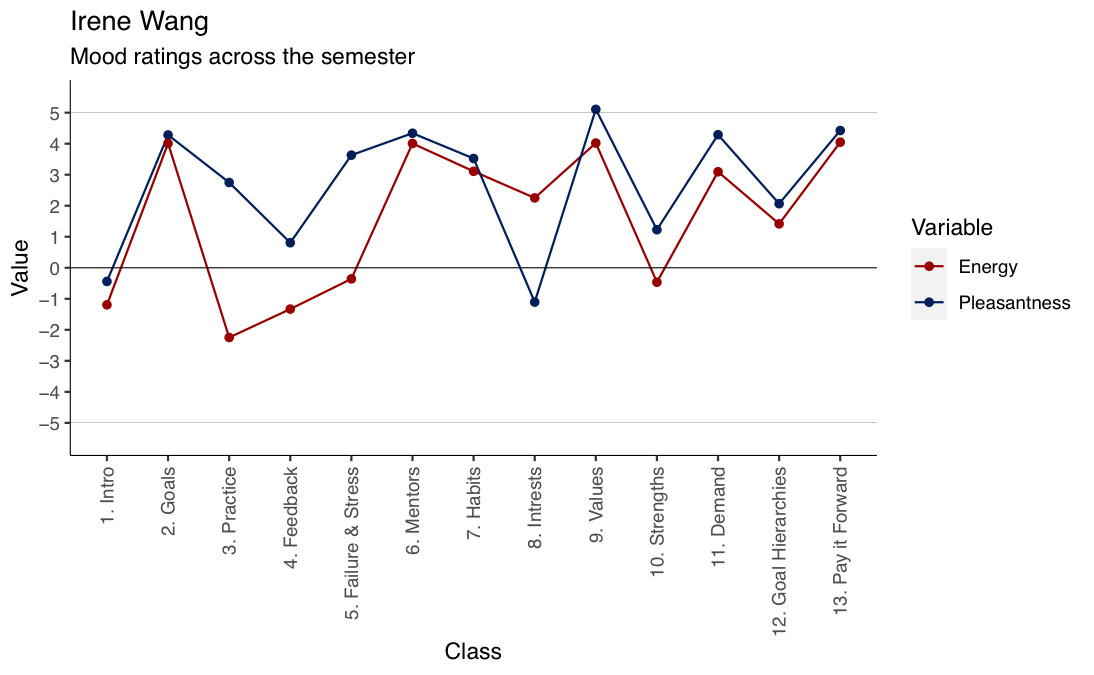 Irene Wang
Mood ratings across the semester
5
4
3
2
1
0
−1
−2
−3
−4
−5
Value
1. Intro
2. Goals
3. Practice
4. Feedback
5. Failure & Stress
6. Mentors
7. Habits
8. Intrests
9. Values
10. Strengths
11. Demand
12. Goal Hierarchies
13. Pay it Forward
Class
Variable
Energy
Pleasantness